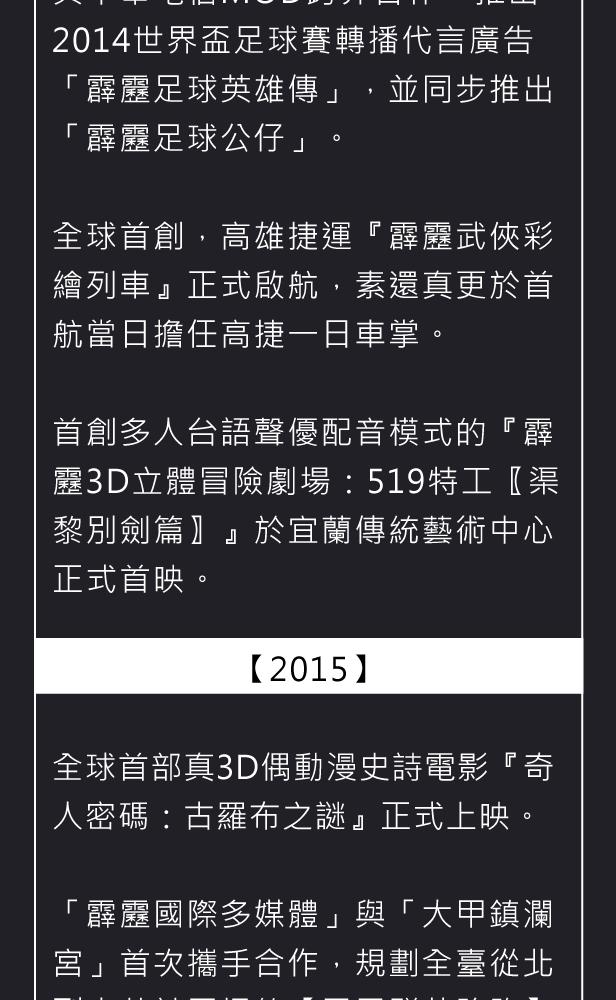 2014世界盃足球賽轉播代言廣告
「霹靂足球英雄傳」，並同步推出
「霹靂足球公仔」。
全球首創，高雄捷運『霹靂武俠彩
繪列車』正式啟航，素還真更於首
航當日擔任高捷一日車掌。
首創多人台語聲優配音模式的『霹
靂3D立體冒險劇場：519特工〖渠
黎別劍篇〗』於宜蘭傳統藝術中心
正式首映。
【2015】
全球首部真3D偶動漫史詩電影『奇
人密碼：古羅布之謎』正式上映。
「霹靂國際多媒體」與「大甲鎮瀾
宮」首次攜手合作，規劃全臺從北